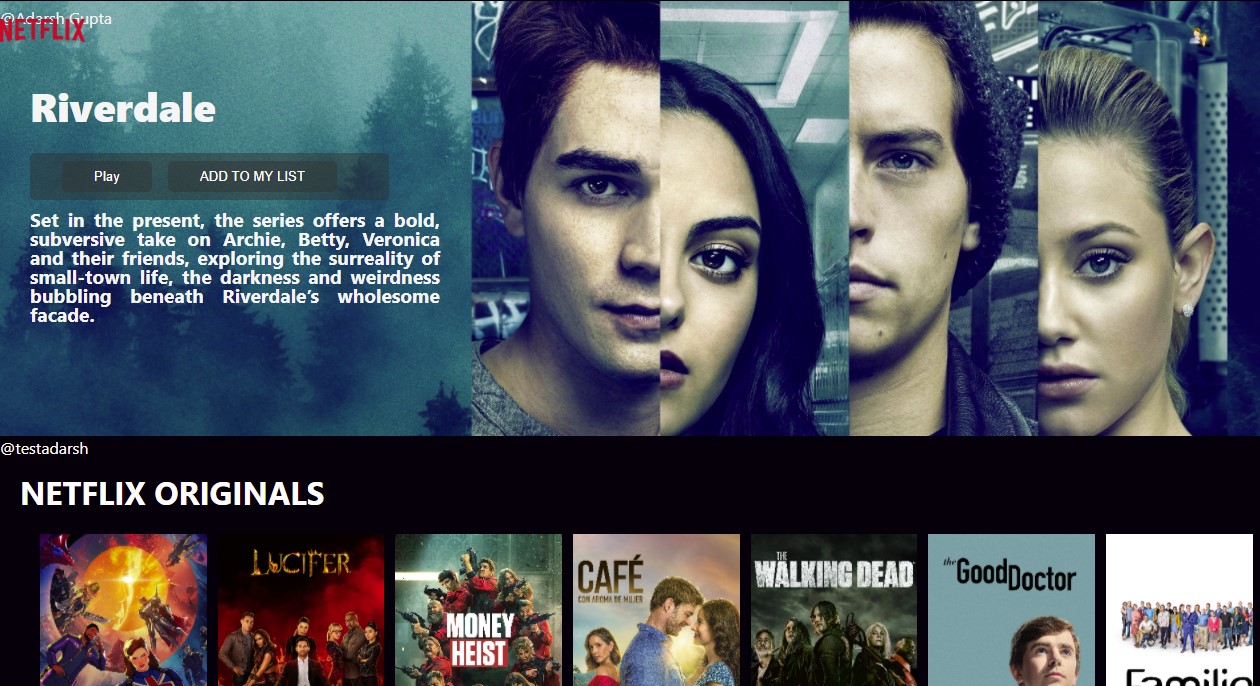 @Adarsh Gupta
NETFLIX
Riverdale
Play
ADD TO MY LIST
Set in the present, the series offers a bold,
subversive take on Archie, Betty, Veronica
and their friends, exploring the surreality of
small-town life, the darkness and weirdness
bubbling beneath Riverdale’s wholesome
facade.
@testadarsh
NETFLIX ORIGINALS
LUCIFER
MONEY
HEIST
CAFÉ
CON AROMA DE MUJER
THE
WALKING DEAD
the GoodDoctor